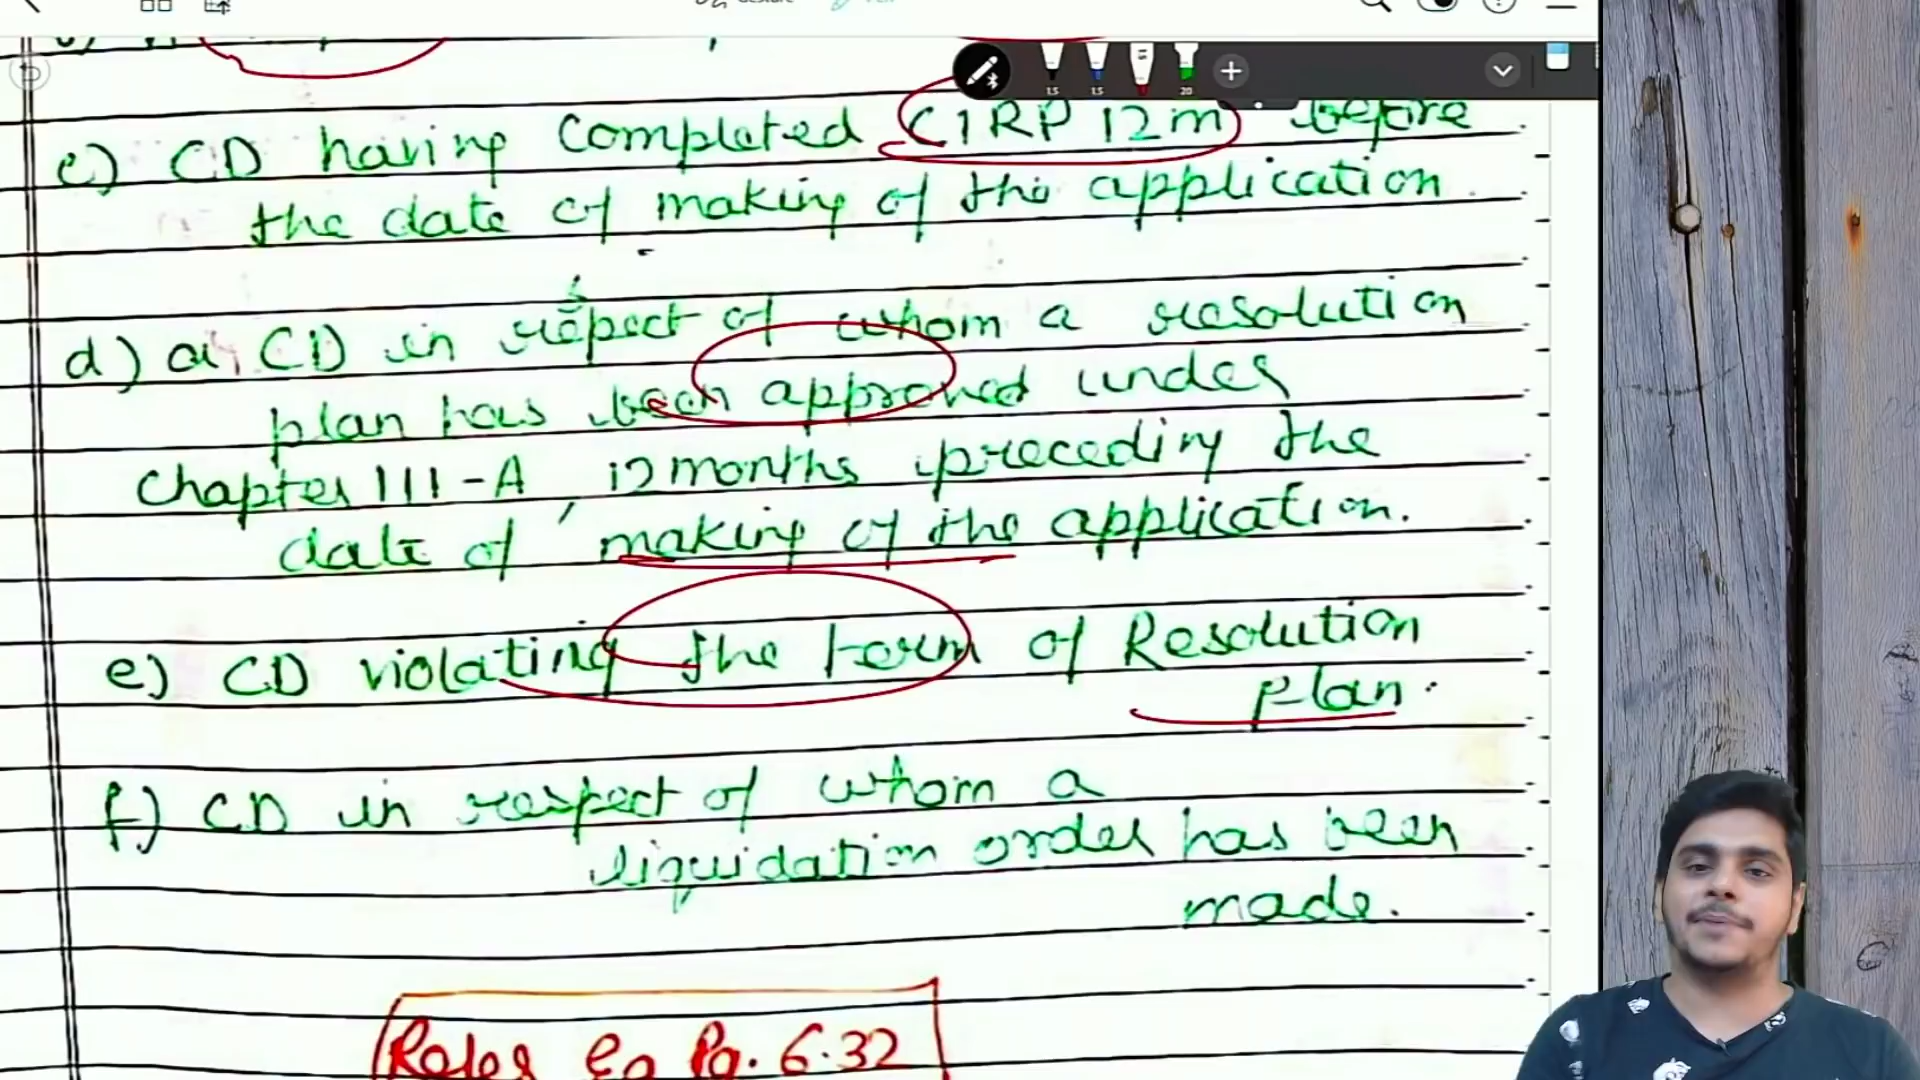 c) CD having completed CIRP 12m before
the date of making of the application.
d) a CD in respect of whom a resolution
plan has been approved under
Chapter III-A, 12 months preceding the
date of making of the application.
e) CD violating the term of Resolution
plan.
f) CD in respect of whom a
liquidation order has been
made.
Refer Pg. 6.32